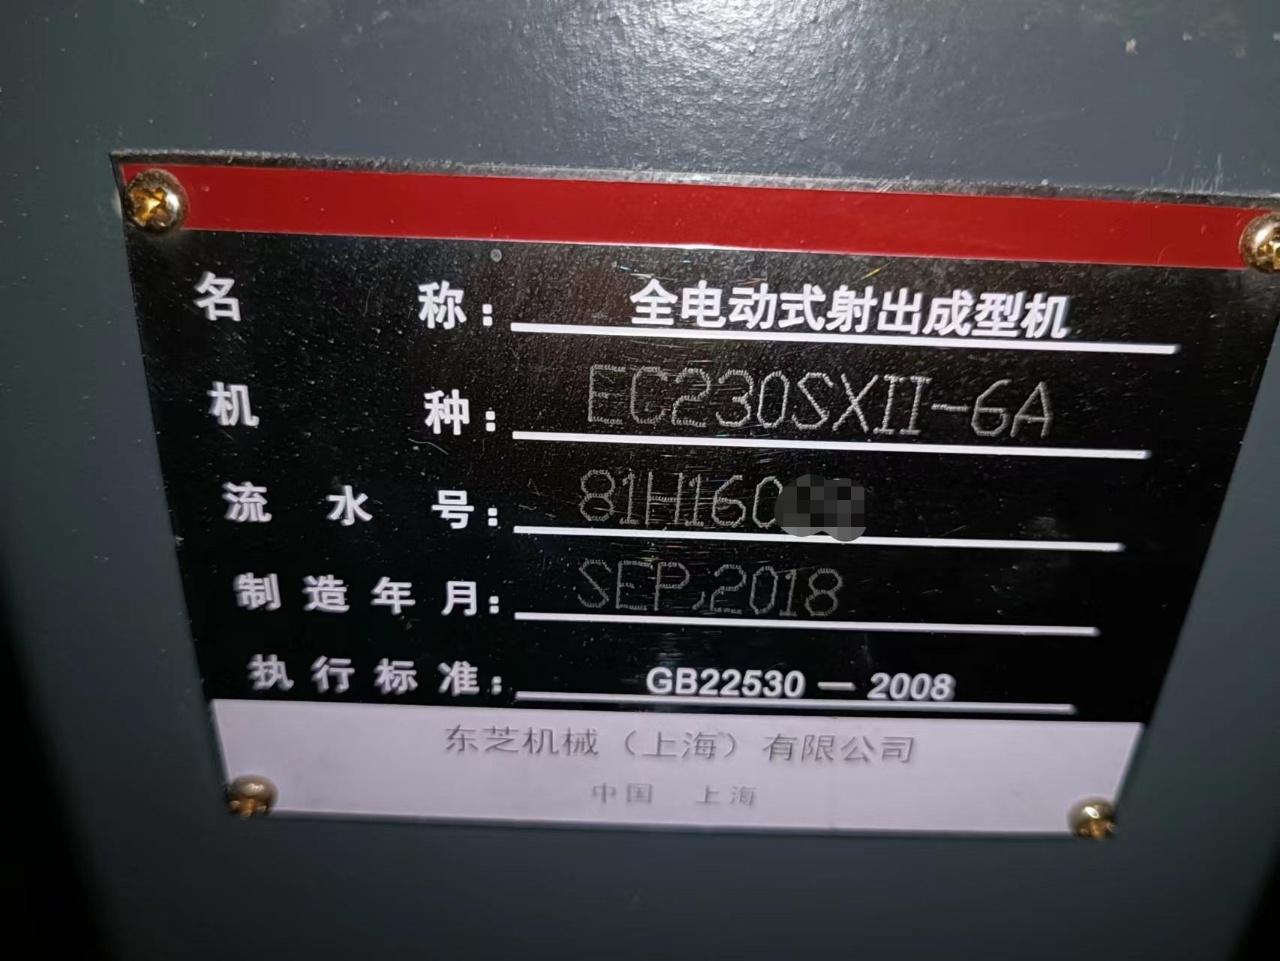 名称：全电动式射出成型机
机种：EC230SXII-6A
流水号：81H160
制造年月：SEP.2018
执行标准：GB22530－2008
东芝机械（上海）有限公司
中国 上海